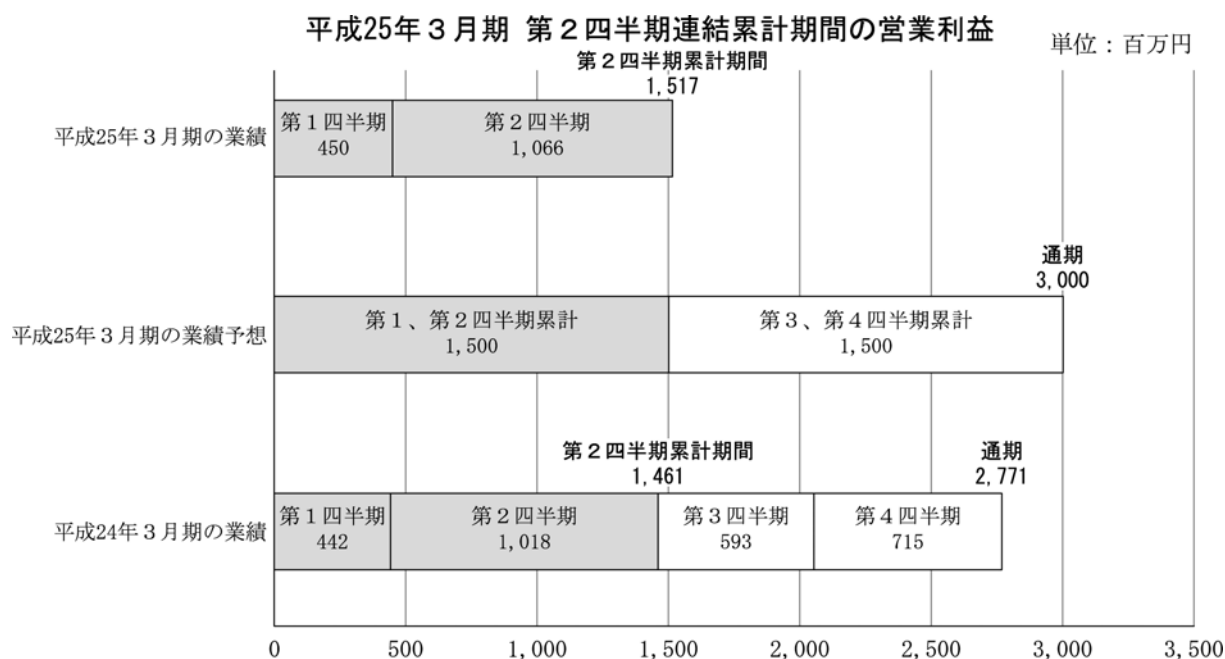 平成25年３月期 第２四半期連結累計期間の営業利益
単位：百万円
第２四半期累計期間
1,517
平成25年３月期の業績
第１四半期
450
第２四半期
1,066
通期
3,000
平成25年３月期の業績予想
第１、第２四半期累計
1,500
第３、第４四半期累計
1,500
第２四半期累計期間
1,461
通期
2,771
平成24年３月期の業績
第１四半期
442
第２四半期
1,018
第３四半期
593
第４四半期
715
0 500 1,000 1,500 2,000 2,500 3,000 3,500